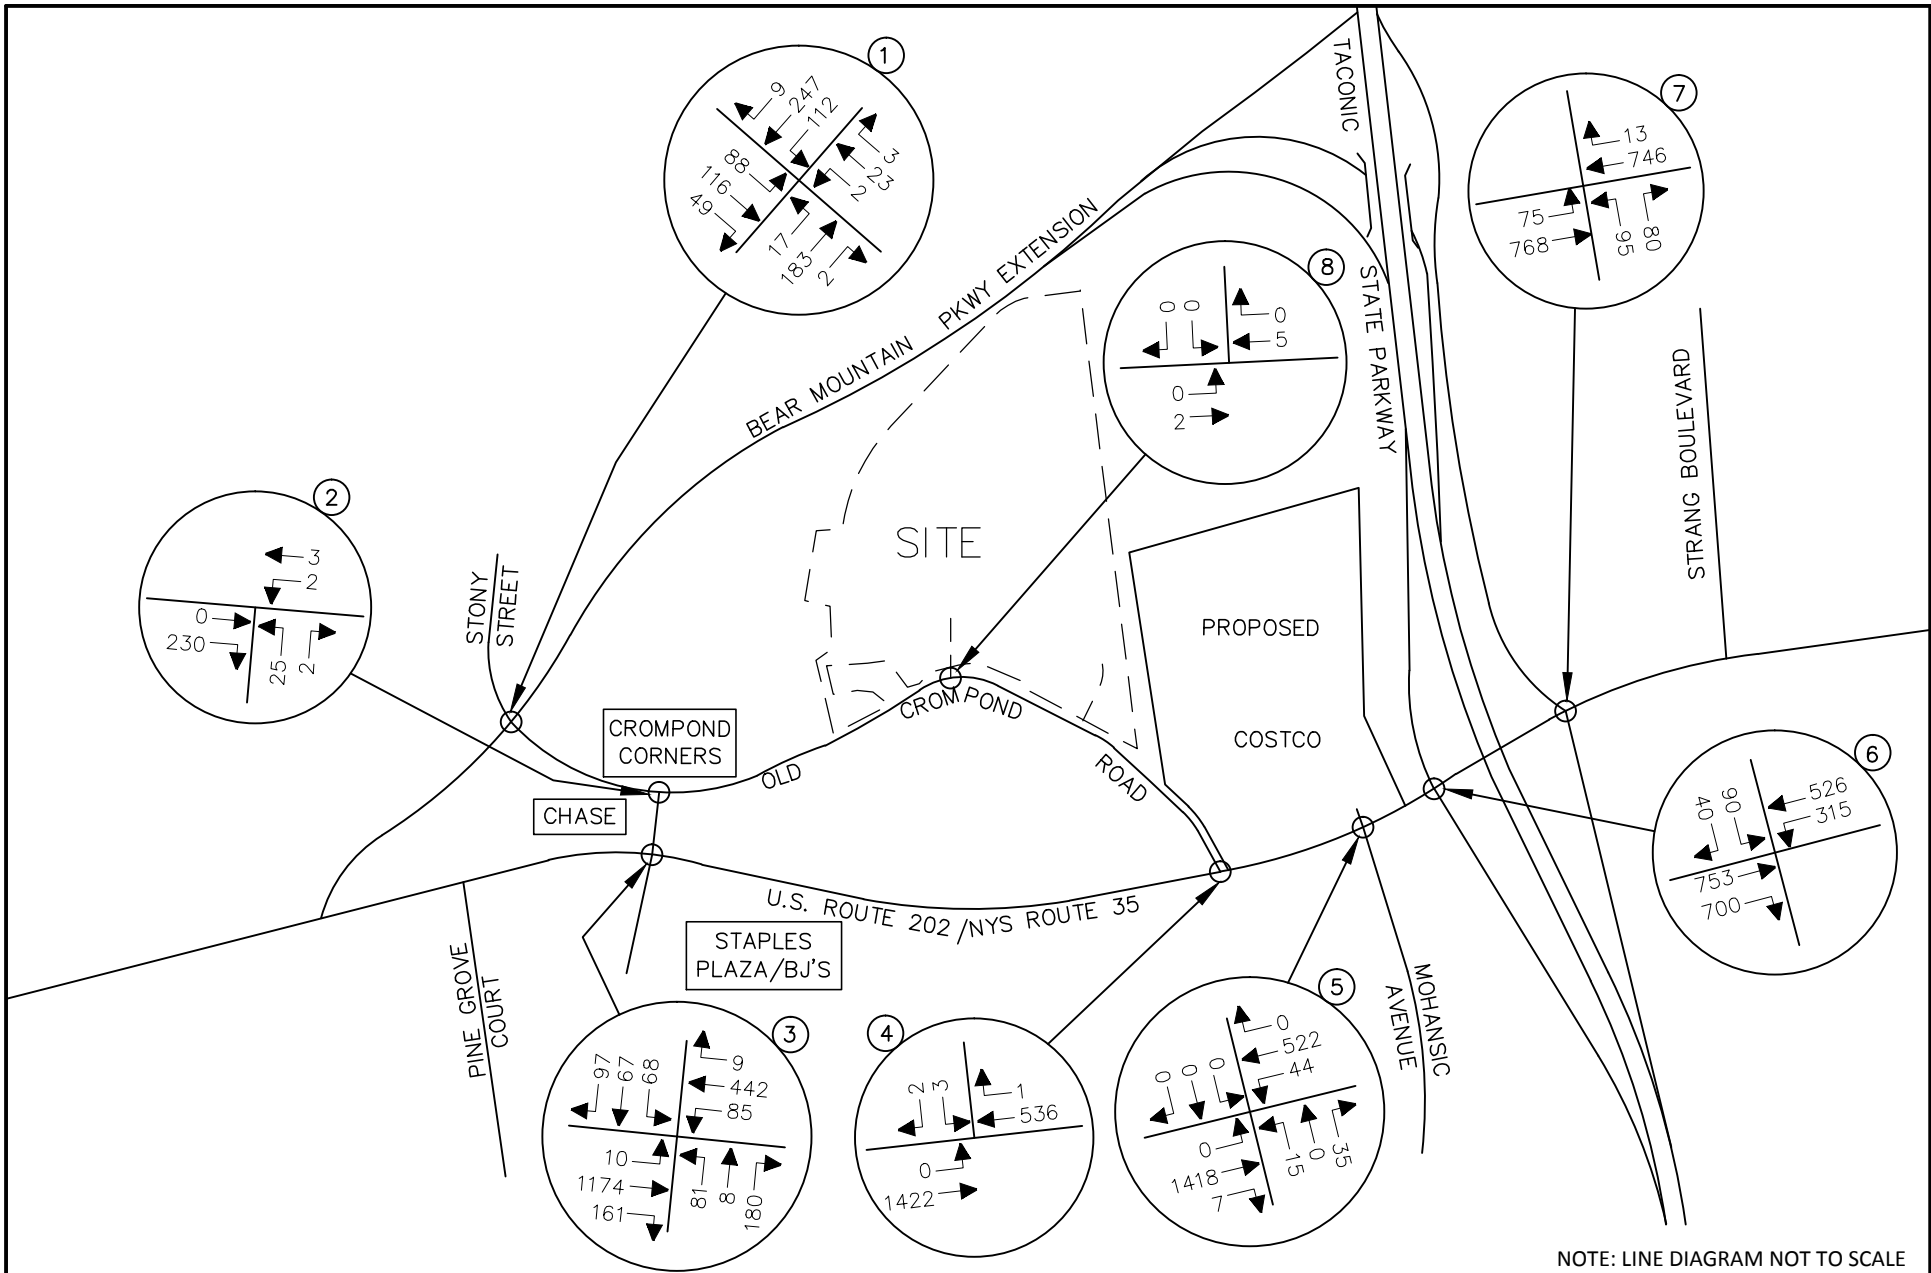 1
9
247
112
3
23
2
88
116
49
17
183
2
TACONIC
STATE PARKWAY
7
13
746
75
768
95
80
BEAR MOUNTAIN PKWY EXTENSION
8
0 0
0
5
0
2
STRANG BOULEVARD
2
3
2
0
230
25
2
STONY
STREET
SITE
PROPOSED
COSTCO
CROMPOND
CORNERS
CHASE
OLD CROMPOND ROAD
6
40
90
526
315
753
700
U.S. ROUTE 202 /NYS ROUTE 35
STAPLES
PLAZA/BJ'S
PINE GROVE
COURT
MOHANSIC
AVENUE
3
97 67 68
9
442
85
10
1174
161
81
8
180
4
2 3
1
536
0
1422
5
0 0 0
0
522
44
0
1418
7
15
0
35
NOTE: LINE DIAGRAM NOT TO SCALE